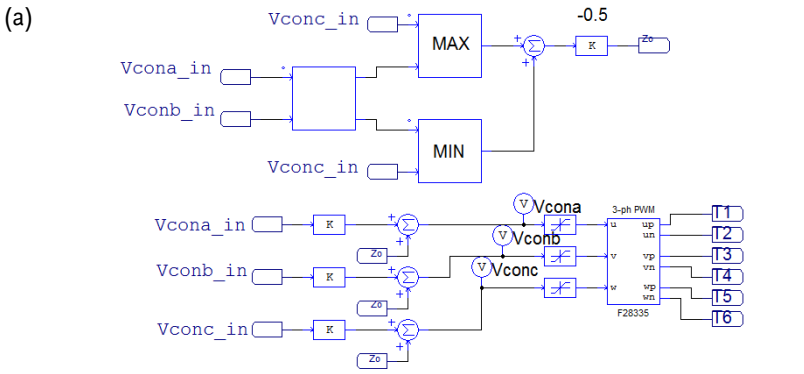 (a)
Vconc_in
-0.5
MAX
+
Σ
+
K
Zo
Vcona_in
Vconb_in
MIN
Vconc_in
Vcona_in
K
+
Σ
+
Zo
V
Vcona
3-ph PWM
u
up
un
T1
T2
Vconb_in
K
+
Σ
+
Zo
V
Vconb
v
vp
vn
T3
T4
Vconc_in
K
+
Σ
+
Zo
V
Vconc
w
wp
wn
T5
T6
F28335